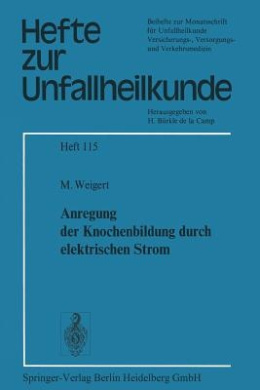 Hefte
zur
Unfallheilkunde
Beihefte zur Monatsschrift
für Unfallheilkunde
Versicherungs-, Versorgungs-
und Verkehrsmedizin
Herausgegeben von
H. Bürkle de la Camp
Heft 115
M. Weigert
Anregung
der Knochenbildung durch
elektrischen Strom
Springer-Verlag Berlin Heidelberg GmbH